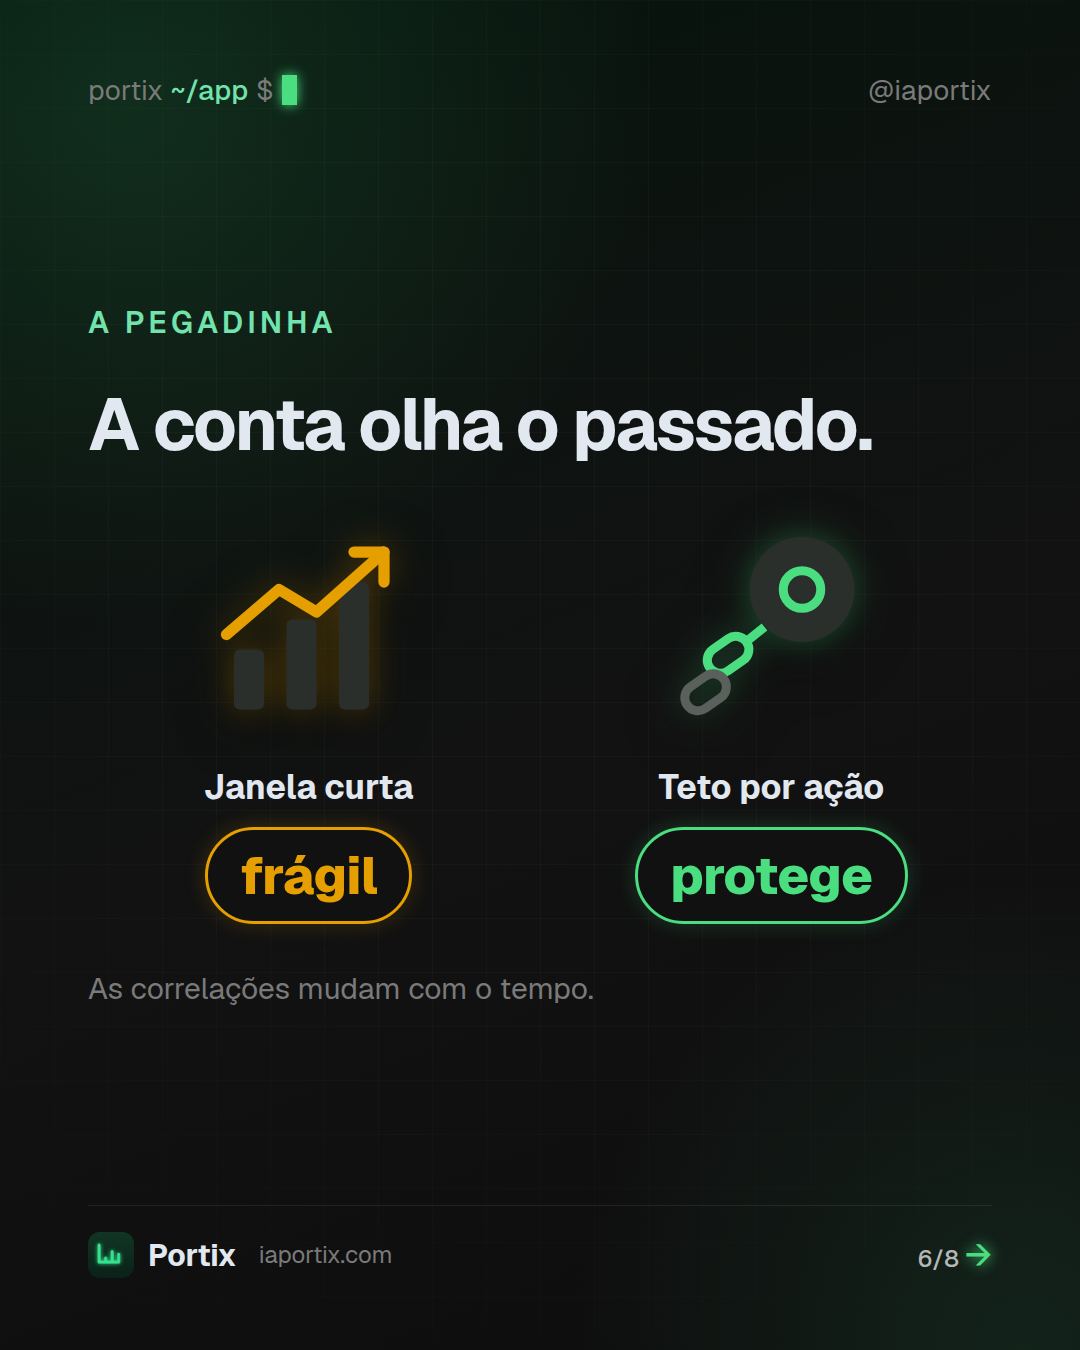 portix ~/app $
@iaportix
A PEGADINHA
A conta olha o passado.
Janela curta
frágil
Teto por ação
protege
As correlações mudam com o tempo.
Portix
iaportix.com
6/8 →